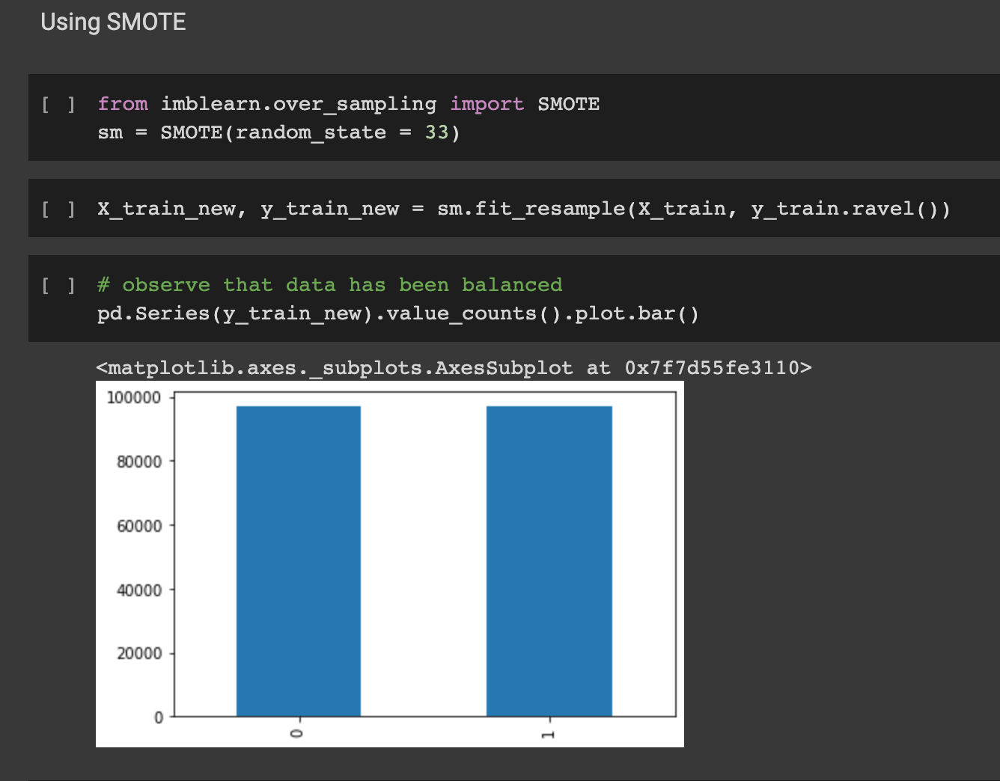 Using SMOTE
[ ] from imblearn.over_sampling import SMOTE
sm = SMOTE(random_state = 33)
[ ] X_train_new, y_train_new = sm.fit_resample(X_train, y_train.ravel())
[ ] # observe that data has been balanced
pd.Series(y_train_new).value_counts().plot.bar()
<matplotlib.axes._subplots.AxesSubplot at 0x7f7d55fe3110>
100000
80000
60000
40000
20000
0
0 1